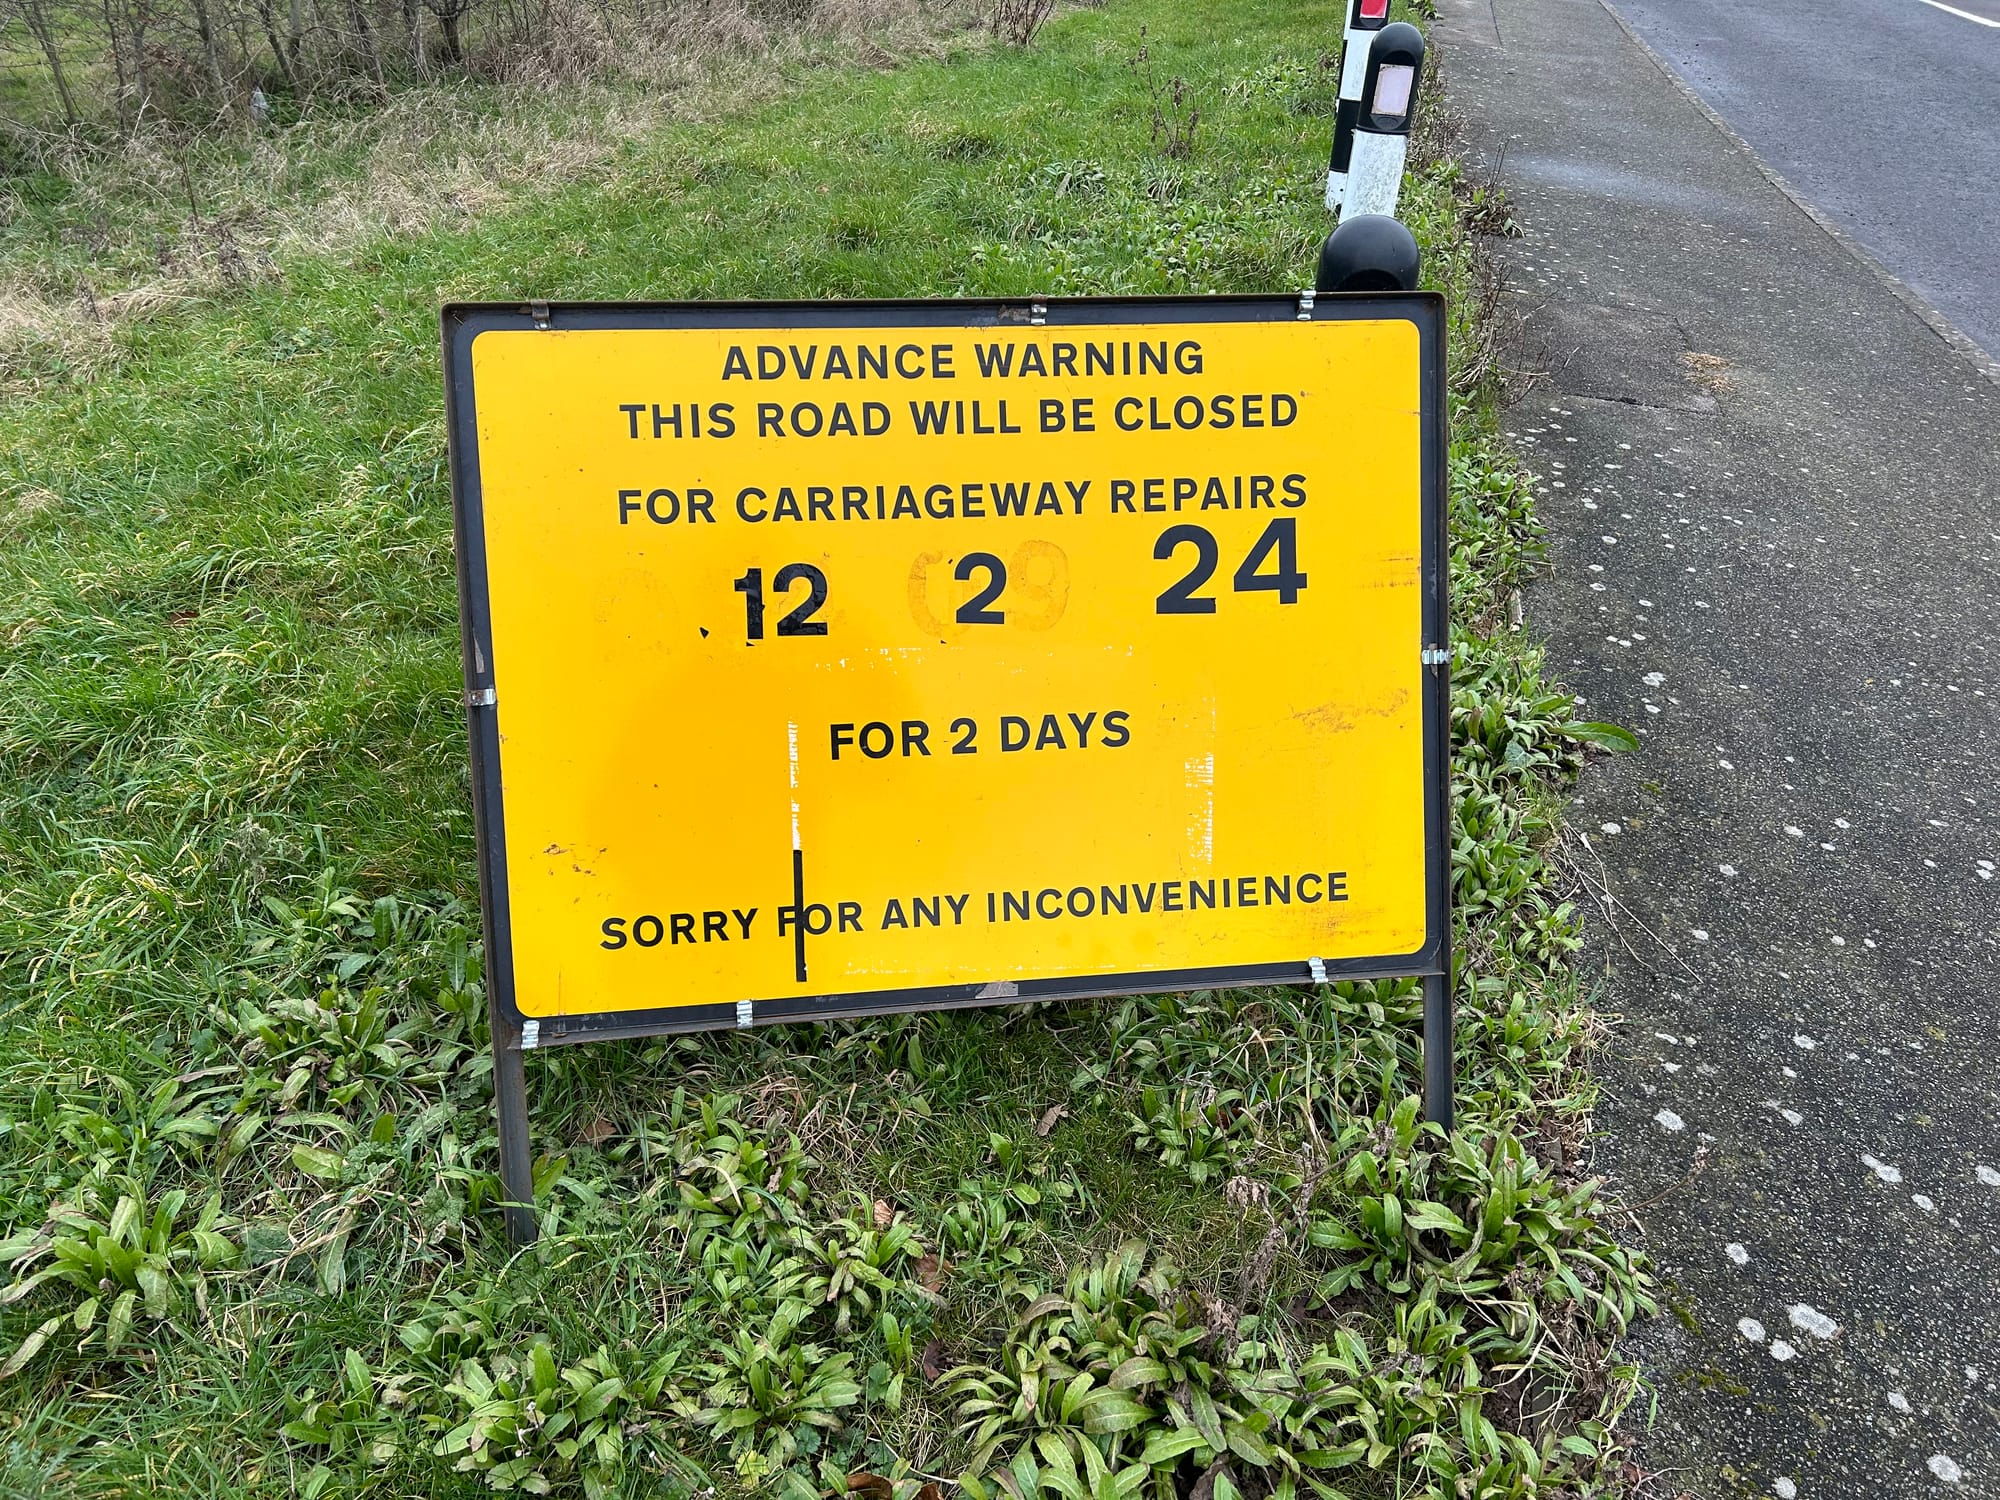 ADVANCE WARNING
THIS ROAD WILL BE CLOSED
FOR CARRIAGEWAY REPAIRS
12 2 24
FOR 2 DAYS
SORRY FOR ANY INCONVENIENCE